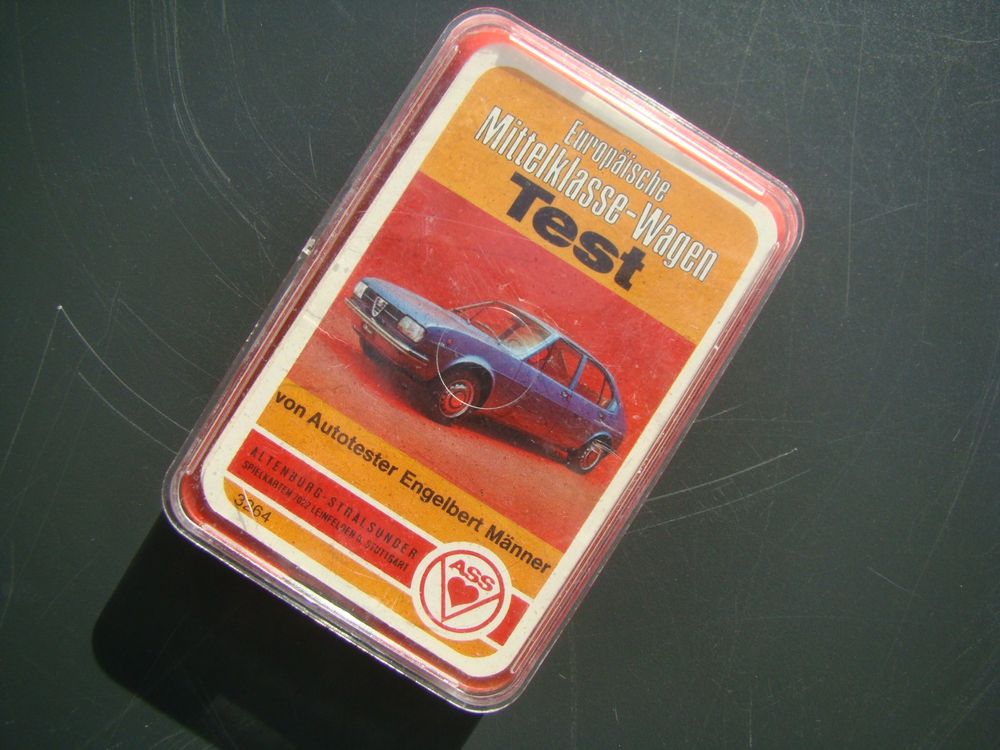 Europäische
Mittelklasse-Wagen
Test
von Autotester Engelbert Männer
ALTENBURG-STRALSUNDER
SPIELKARTEN 7022 LEINFELDEN b. STUTTGART
3264
ASS